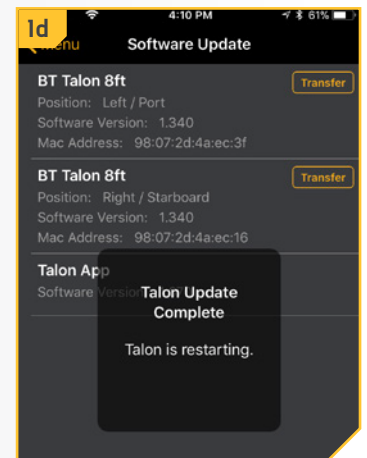 1d
4:10 PM
61%
Menu
Software Update
BT Talon 8ft
Transfer
Position: Left / Port
Software Version: 1.340
Mac Address: 98:07:2d:4a:ec:3f
BT Talon 8ft
Transfer
Position: Right / Starboard
Software Version: 1.340
Mac Address: 98:07:2d:4a:ec:16
Talon App
Software Version
Talon Update
Complete
Talon is restarting.